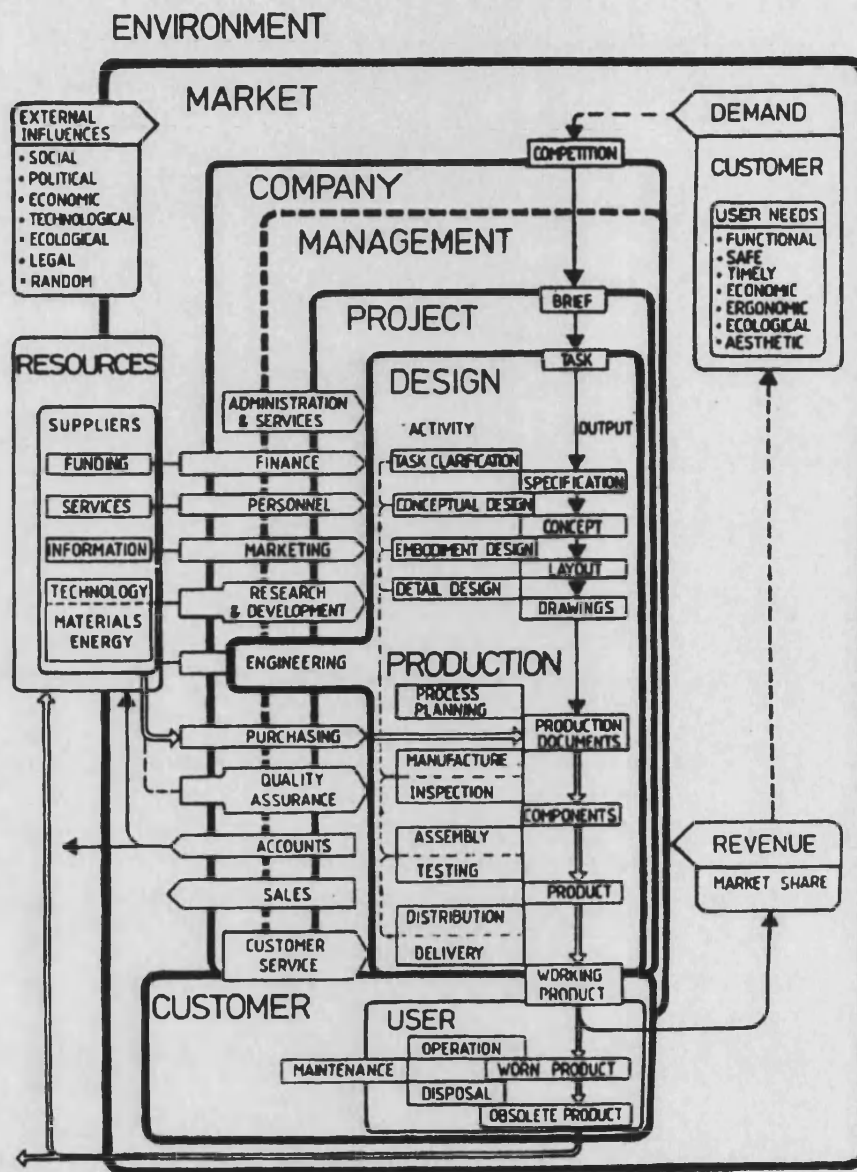 ENVIRONMENT
MARKET
EXTERNAL
INFLUENCES
• SOCIAL
• POLITICAL
• ECONOMIC
• TECHNOLOGICAL
• ECOLOGICAL
• LEGAL
• RANDOM
DEMAND
CUSTOMER
USER NEEDS
• FUNCTIONAL
• SAFE
• TIMELY
• ECONOMIC
• ERGONOMIC
• ECOLOGICAL
• AESTHETIC
COMPETITION
COMPANY
MANAGEMENT
BRIEF
PROJECT
TASK
RESOURCES
SUPPLIERS
FUNDING
SERVICES
INFORMATION
TECHNOLOGY
MATERIALS
ENERGY
ADMINISTRATION
& SERVICES
FINANCE
PERSONNEL
MARKETING
RESEARCH
& DEVELOPMENT
ENGINEERING
PURCHASING
QUALITY
ASSURANCE
ACCOUNTS
SALES
CUSTOMER
SERVICE
DESIGN
ACTIVITY
OUTPUT
TASK CLARIFICATION
SPECIFICATION
CONCEPTUAL DESIGN
CONCEPT
EMBODIMENT DESIGN
LAYOUT
DETAIL DESIGN
DRAWINGS
PRODUCTION
PROCESS
PLANNING
PRODUCTION
DOCUMENTS
MANUFACTURE
INSPECTION
COMPONENTS
ASSEMBLY
TESTING
PRODUCT
DISTRIBUTION
DELIVERY
WORKING
PRODUCT
REVENUE
MARKET SHARE
CUSTOMER
USER
OPERATION
MAINTENANCE
WORN PRODUCT
DISPOSAL
OBSOLETE PRODUCT